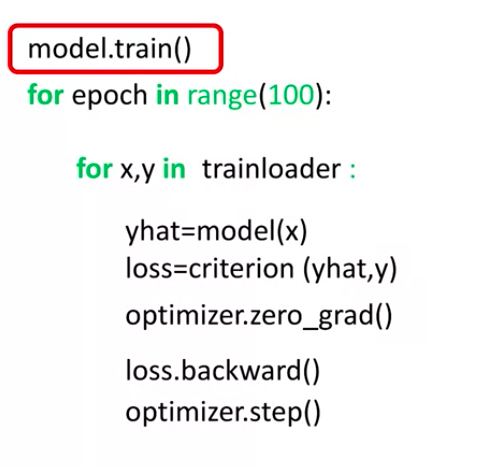 model.train()
for epoch in range(100):
for x,y in trainloader :
yhat=model(x)
loss=criterion (yhat,y)
optimizer.zero_grad()
loss.backward()
optimizer.step()